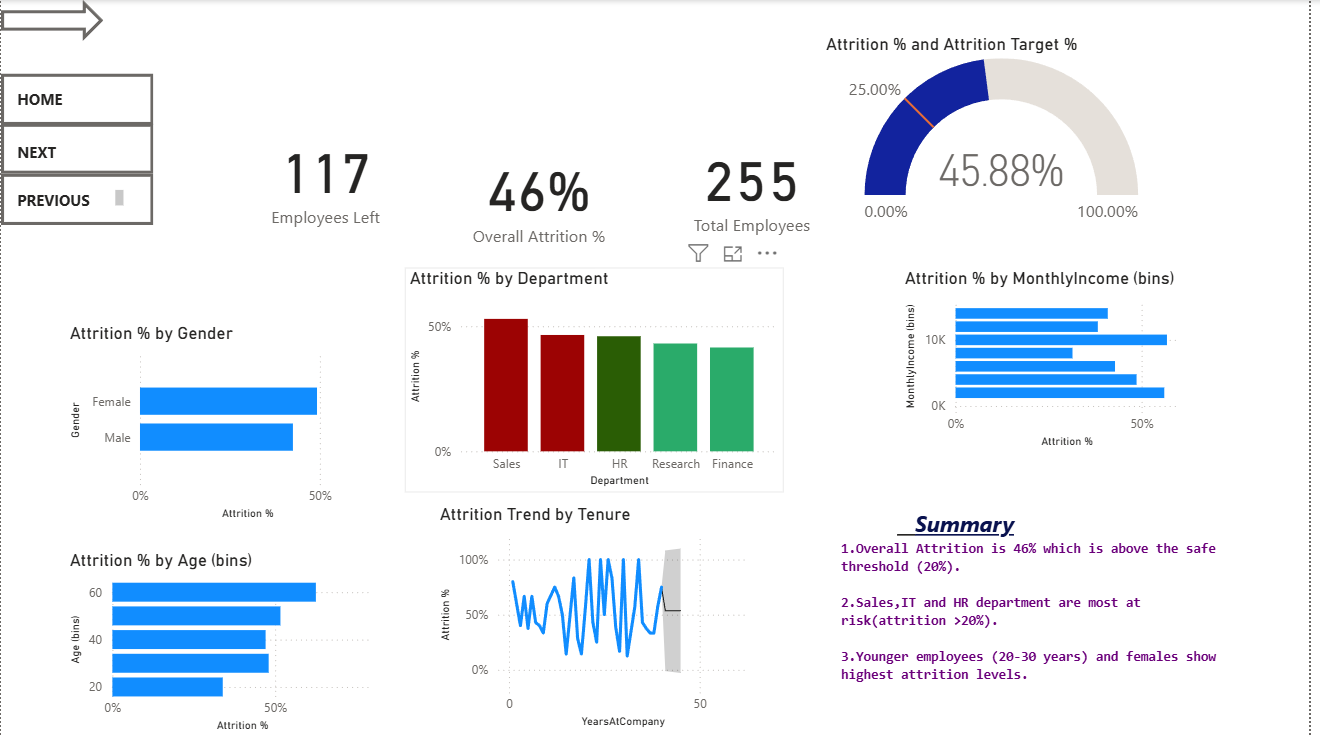 HOME
NEXT
PREVIOUS
117
Employees Left
46%
Overall Attrition %
255
Total Employees
Attrition % and Attrition Target %
25.00%
45.88%
0.00%
100.00%
Attrition % by Gender
Gender
Female
Male
0%
50%
Attrition %
Attrition % by Department
Attrition %
50%
0%
Sales
IT
HR
Research
Finance
Department
Attrition % by MonthlyIncome (bins)
MonthlyIncome (bins)
10K
0K
0%
50%
Attrition %
Attrition % by Age (bins)
Age (bins)
60
40
20
0%
50%
Attrition %
Attrition Trend by Tenure
Attrition %
100%
50%
0%
0
50
YearsAtCompany
Summary
1.Overall Attrition is 46% which is above the safe
threshold (20%).
2.Sales,IT and HR department are most at
risk(attrition >20%).
3.Younger employees (20-30 years) and females show
highest attrition levels.